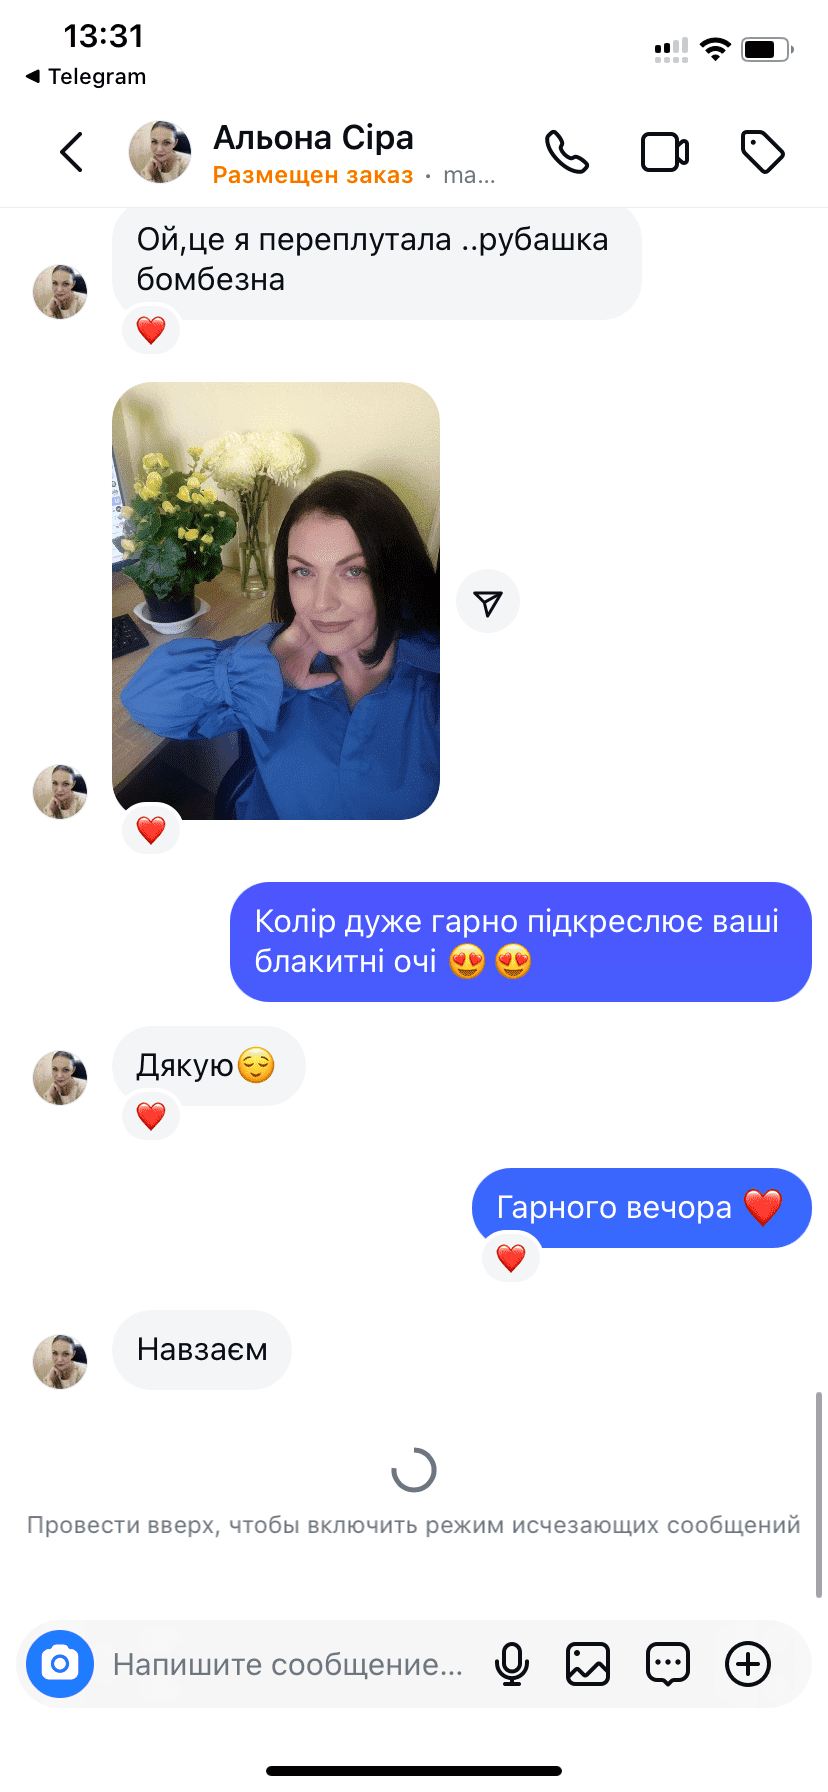 13:31
◀ Telegram
Альона Сіра
Размещен заказ · ma...
Ой,це я переплутала ..рубашка
бомбезна
Колір дуже гарно підкреслює ваші
блакитні очі 😍 😍
Дякую😌
Гарного вечора ❤️
Навзаєм
Провести вверх, чтобы включить режим исчезающих сообщений
Напишите сообщение...